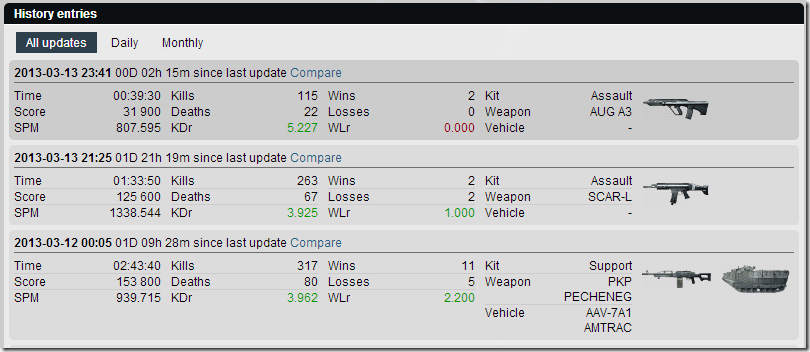 History entries
All updates Daily Monthly
2013-03-13 23:41 00D 02h 15m since last update Compare
Time 00:39:30 Kills 115 Wins 2 Kit Assault
Score 31 900 Deaths 22 Losses 0 Weapon AUG A3
SPM 807.595 KDr 5.227 WLr 0.000 Vehicle -
2013-03-13 21:25 01D 21h 19m since last update Compare
Time 01:33:50 Kills 263 Wins 2 Kit Assault
Score 125 600 Deaths 67 Losses 2 Weapon SCAR-L
SPM 1338.544 KDr 3.925 WLr 1.000 Vehicle -
2013-03-12 00:05 01D 09h 28m since last update Compare
Time 02:43:40 Kills 317 Wins 11 Kit Support
Score 153 800 Deaths 80 Losses 5 Weapon PKP
SPM 939.715 KDr 3.962 WLr 2.200 PECHENEG
Vehicle AAV-7A1
AMTRAC